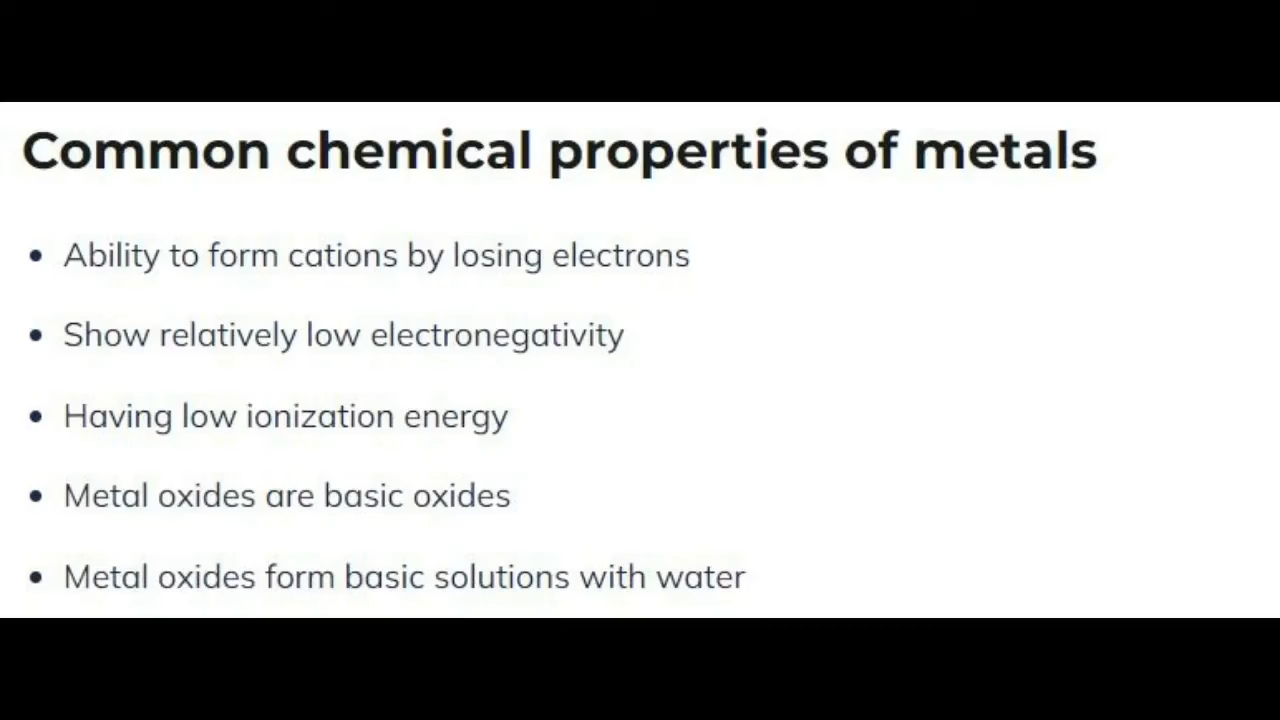 Common chemical properties of metals
• Ability to form cations by losing electrons
• Show relatively low electronegativity
• Having low ionization energy
• Metal oxides are basic oxides
• Metal oxides form basic solutions with water